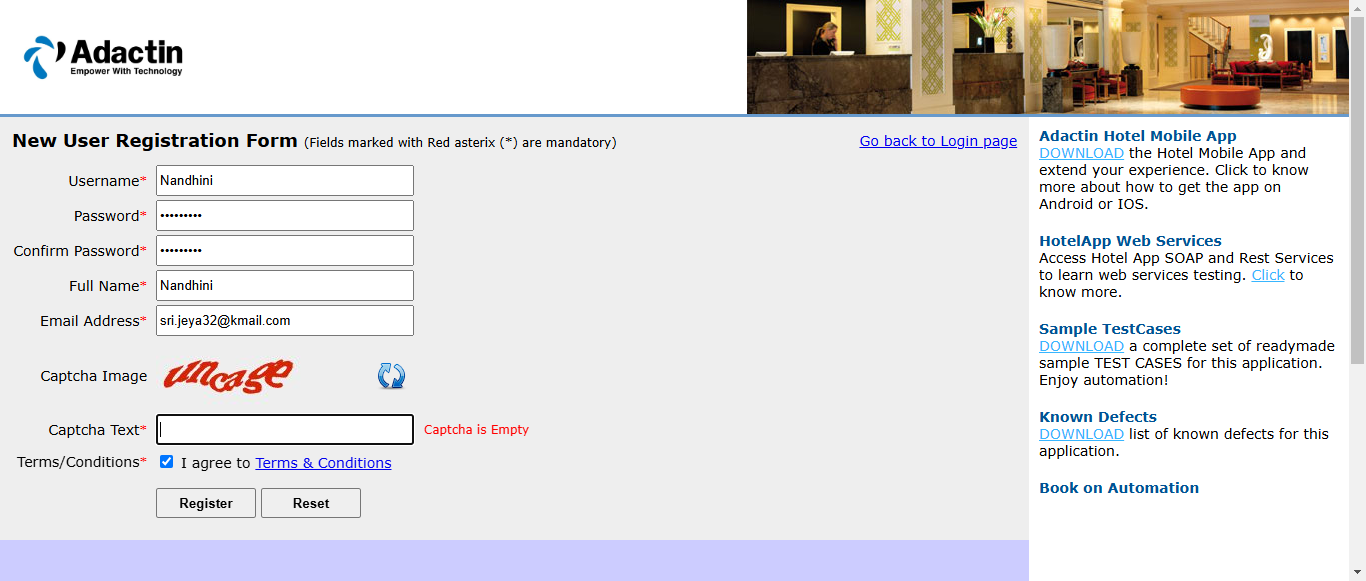 Adactin
Empower With Technology
New User Registration Form (Fields marked with Red asterix (*) are mandatory)
Go back to Login page
Username* Nandhini
Password* •••••••••
Confirm Password* •••••••••
Full Name* Nandhini
Email Address* sri.jeya32@kmail.com
Captcha Image uncage
Captcha Text* Captcha is Empty
Terms/Conditions* I agree to Terms & Conditions
Register Reset
Adactin Hotel Mobile App
DOWNLOAD the Hotel Mobile App and
extend your experience. Click to know
more about how to get the app on
Android or IOS.
HotelApp Web Services
Access Hotel App SOAP and Rest Services
to learn web services testing. Click to
know more.
Sample TestCases
DOWNLOAD a complete set of readymade
sample TEST CASES for this application.
Enjoy automation!
Known Defects
DOWNLOAD list of known defects for this
application.
Book on Automation